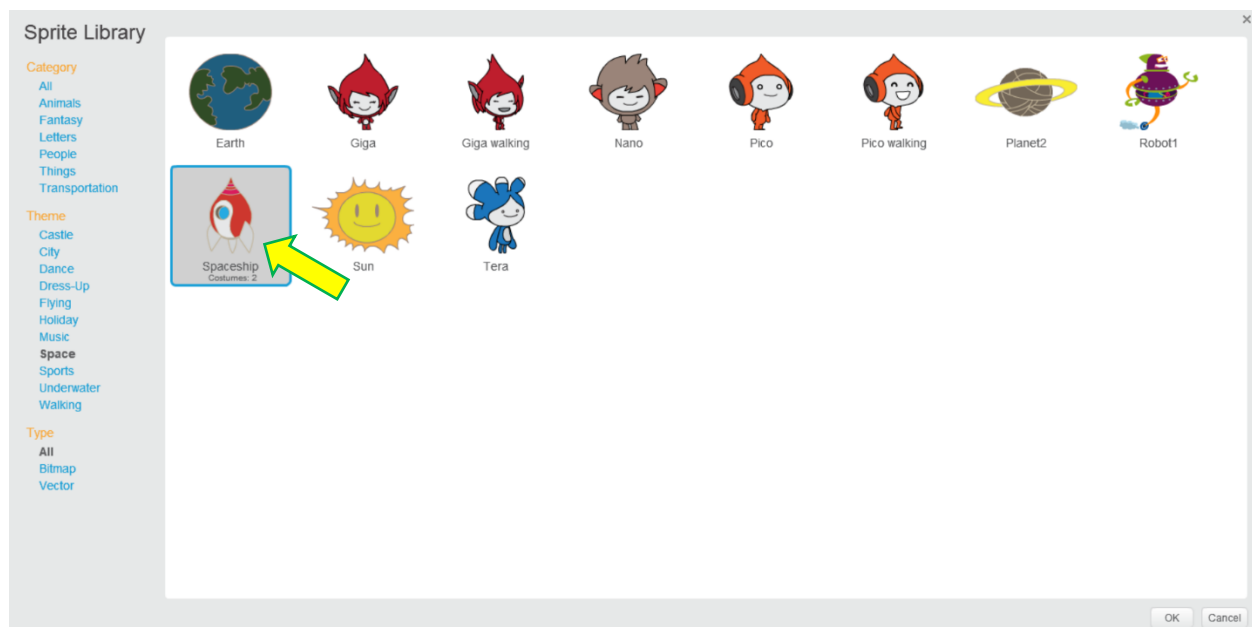 Sprite Library
×
Category
All
Animals
Fantasy
Letters
People
Things
Transportation
Theme
Castle
City
Dance
Dress-Up
Flying
Holiday
Music
Space
Sports
Underwater
Walking
Type
All
Bitmap
Vector
Earth Giga Giga walking Nano Pico Pico walking Planet2 Robot1
Spaceship Sun Tera
Costumes: 2
OK Cancel